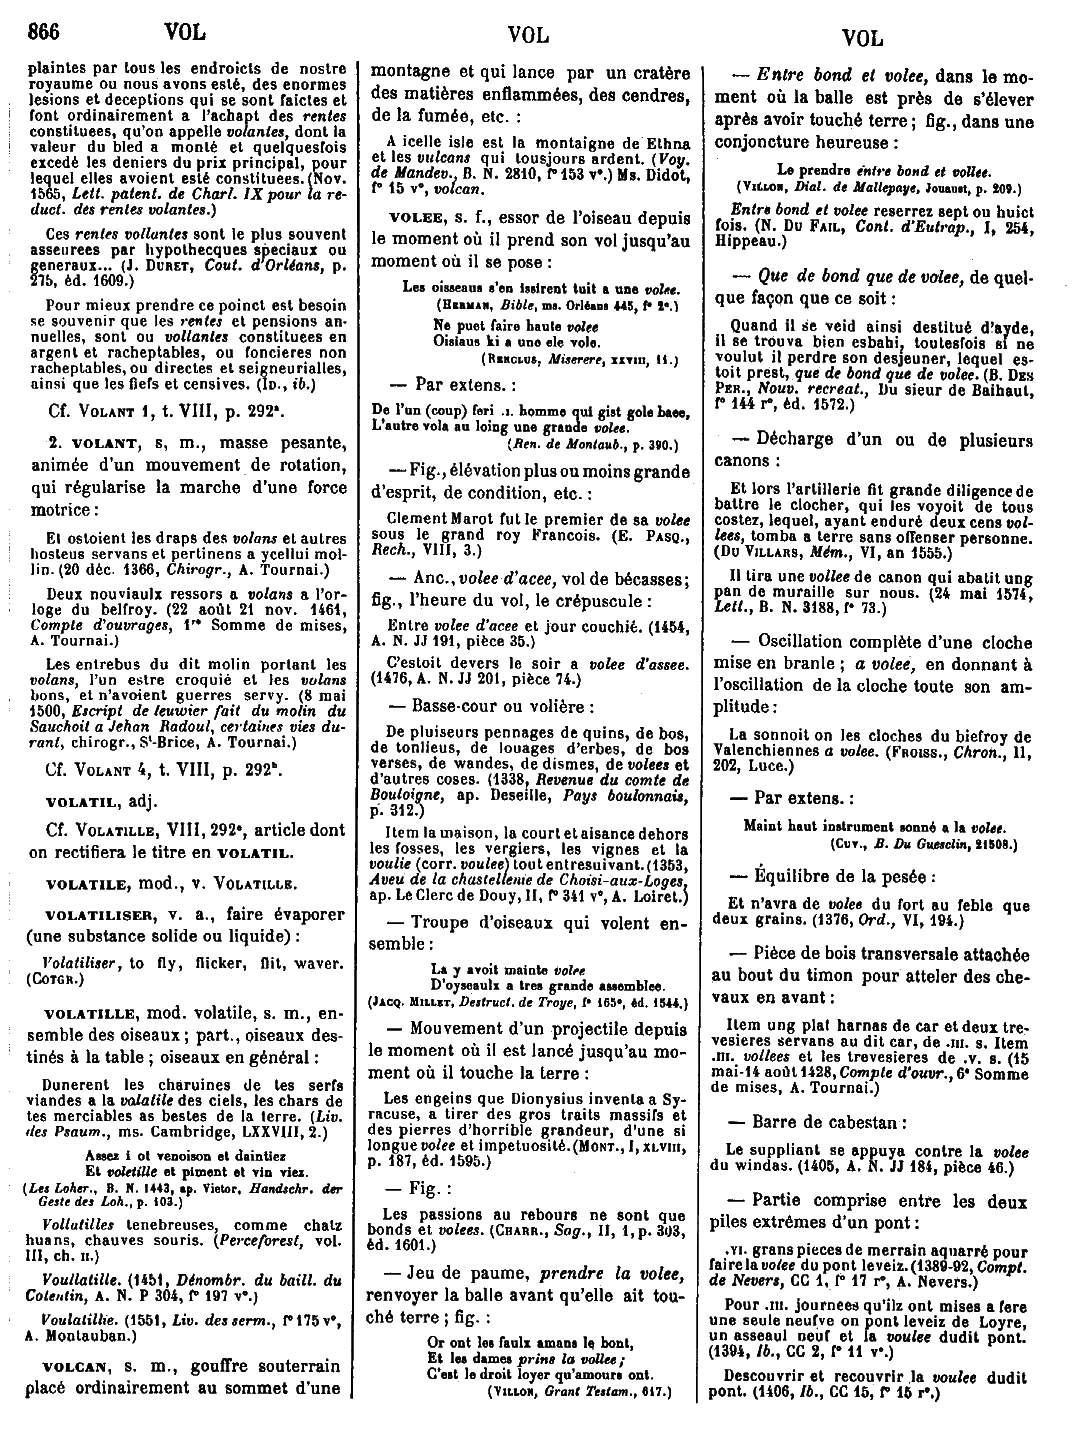 866 VOL VOL VOL
plaintes par tous les endroicts de nostre
royaume ou nous avons esté, des enormes
lesions et deceptions qui se sont faictes et
font ordinairement a l'achapt des rentes
constituees, qu'on appelle volantes, dont la
valeur du bled a monté et quelquesfois
excedé les deniers du prix principal, pour
lequel elles avoient esté constituees. (Nov.
1565, Lett. patent. de Charl. IX pour la re-
duct. des rentes volantes.)
Ces rentes vollantes sont le plus souvent
asseurees par hypothecques speciaux ou
generaux... (J. DURET, Cout. d'Orléans, p.
275, éd. 1609.)
Pour mieux prendre ce poinct est besoin
se souvenir que les rentes et pensions an-
nuelles, sont ou vollantes constituees en
argent et racheptables, ou foncieres non
racheptables, ou directes et seigneurialles,
ainsi que les fiefs et censives. (ID., ib.)
Cf. VOLANT 1, t. VIII, p. 292ª.
2. VOLANT, s, m., masse pesante,
animée d'un mouvement de rotation,
qui régularise la marche d'une force
motrice :
Et ostoient les draps des volans et autres
hosteus servans et pertinens a ycellui mol-
lin. (20 déc. 1366, Chirogr., A. Tournai.)
Deux nouviaulx ressors a volans a l'or-
loge du belfroy. (22 août 21 nov. 1461,
Compte d'ouvrages, 1re Somme de mises,
A. Tournai.)
Les entrebus du dit molin portant les
volans, l'un estre croquié et les volans
bons, et n'avoient guerres servy. (8 mai
1500, Escript de leuwier fait du molin du
Sauchoit a Jehan Radoul, certaines vies du-
rant, chirogr., St-Brice, A. Tournai.)
Cf. VOLANT 4, t. VIII, p. 292b.
VOLATIL, adj.
Cf. VOLATILLE, VIII, 292c, article dont
on rectifiera le titre en VOLATIL.
VOLATILE, mod., v. VOLATILLE.
VOLATILISER, v. a., faire évaporer
(une substance solide ou liquide) :
Volatiliser, to fly, flicker, flit, waver.
(COTGR.)
VOLATILLE, mod. volatile, s. m., en-
semble des oiseaux ; part., oiseaux des-
tinés à la table ; oiseaux en général :
Dunerent les charuines de tes serfs
viandes a la volatile des ciels, les chars de
tes merciables as bestes de la terre. (Liv.
des Psaum., ms. Cambridge, LXXVIII, 2.)
Assez i ot venoison et daintiez
Et voletille et piment et vin viez.
(Les Loher., B. N. 1443, ap. Vietor, Handschr. der
Geste des Loh., p. 103.)
Vollatilles tenebreuses, comme chatz
huans, chauves souris. (Perceforest, vol.
III, ch. II.)
Voullatille. (1451, Dénombr. du baill. du
Cotentin, A. N. P 304, f° 197 v°.)
Voulatilhe. (1551, Liv. des serm., f° 175 v°,
A. Montauban.)
VOLCAN, s. m., gouffre souterrain
placé ordinairement au sommet d'une
montagne et qui lance par un cratère
des matières enflammées, des cendres,
de la fumée, etc. :
A icelle isle est la montaigne de Ethna
et les vulcans qui tousjours ardent. (Voy.
de Mandev., B. N. 2810, f° 153 v°.) Ms. Didot,
f° 15 v°, volcan.
VOLEE, s. f., essor de l'oiseau depuis
le moment où il prend son vol jusqu'au
moment où il se pose :
Les oisseaus s'en issirent tuit a une volee.
(HERMAN, Bible, ms. Orléans 445, f° 2c.)
Ne puet faire haute volee
Oisiaus ki a une ele vole.
(RENCLUS, Miserere, XXVIII, 11.)
— Par extens. :
De l'un (coup) feri .I. homme qui gist gole baee,
L'autre vola au loing une grande volee.
(Ren. de Montaub., p. 390.)
— Fig., élévation plus ou moins grande
d'esprit, de condition, etc. :
Clement Marot fut le premier de sa volee
sous le grand roy Francois. (E. PASQ.,
Rech., VIII, 3.)
— Anc., volee d'acee, vol de bécasses ;
fig., l'heure du vol, le crépuscule :
Entre volee d'acee et jour couchié. (1454,
A. N. JJ 191, pièce 35.)
C'estoit devers le soir a volee d'assee.
(1476, A. N. JJ 201, pièce 74.)
— Basse-cour ou volière :
De pluiseurs pennages de quins, de bos,
de tonlieus, de louages d'erbes, de bos
verses, de wandes, de dismes, de volees et
d'autres coses. (1338, Revenue du comte de
Bouloigne, ap. Deseille, Pays boulonnais,
p. 312.)
Item la maison, la court et aisance dehors
les fosses, les vergiers, les vignes et la
voulie (corr. voulee) tout entresuivant. (1353,
Aveu de la chastellenie de Choisi-aux-Loges,
ap. Le Clerc de Douy, II, f° 341 v°, A. Loiret.)
— Troupe d'oiseaux qui volent en-
semble :
La y avoit mainte volee
D'oyseaulx a tres grande assemblee.
(JACQ. MILLET, Destruct. de Troye, f° 165c, éd. 1544.)
— Mouvement d'un projectile depuis
le moment où il est lancé jusqu'au mo-
ment où il touche la terre :
Les engeins que Dionysius inventa a Sy-
racuse, a tirer des gros traits massifs et
des pierres d'horrible grandeur, d'une si
longue volee et impetuosité. (MONT., I, XLVIII,
p. 187, éd. 1595.)
— Fig. :
Les passions au rebours ne sont que
bonds et volees. (CHARR., Sag., II, 1, p. 303,
éd. 1601.)
— Jeu de paume, prendre la volee,
renvoyer la balle avant qu'elle ait tou-
ché terre ; fig. :
Or ont les faulx amans le bont,
Et les dames prins la vollee ;
C'est le droit loyer qu'amours ont.
(VILLON, Grant Testam., 617.)
— Entre bond et volee, dans le mo-
ment où la balle est près de s'élever
après avoir touché terre ; fig., dans une
conjoncture heureuse :
Le prendre entre bond et vollee.
(VILLON, Dial. de Mallepaye, Jouaust, p. 209.)
Entre bond et volee reserrez sept ou huict
fois. (N. DU FAIL, Cont. d'Eutrap., I, 254,
Hippeau.)
— Que de bond que de volee, de quel-
que façon que ce soit :
Quand il se veid ainsi destitué d'ayde,
il se trouva bien esbahi, toutesfois si ne
voulut il perdre son desjeuner, lequel es-
toit prest, que de bond que de volee. (B. DES
PER., Nouv. recreat., Du sieur de Baihaut,
f° 144 r°, éd. 1572.)
— Décharge d'un ou de plusieurs
canons :
Et lors l'artillerie fit grande diligence de
battre le clocher, qui les voyoit de tous
costez, lequel, ayant enduré deux cens vol-
lees, tomba a terre sans offenser personne.
(DU VILLARS, Mém., VI, an 1555.)
Il tira une vollee de canon qui abatit ung
pan de muraille sur nous. (24 mai 1574,
Lett., B. N. 3188, f° 73.)
— Oscillation complète d'une cloche
mise en branle ; a volee, en donnant à
l'oscillation de la cloche toute son am-
plitude :
La sonnoit on les cloches du biefroy de
Valenchiennes a volee. (FROISS., Chron., II,
202, Luce.)
— Par extens. :
Maint haut instrument sonné a la volee.
(CUV., B. Du Guesclin, 21508.)
— Équilibre de la pesée :
Et n'avra de volee du fort au feble que
deux grains. (1376, Ord., VI, 194.)
— Pièce de bois transversale attachée
au bout du timon pour atteler des che-
vaux en avant :
Item ung plat harnas de car et deux tre-
vesieres servans au dit car, de .III. s. Item
.III. vollees et les trevesieres de .V. s. (15
mai-14 août 1428, Compte d'ouvr., 6e Somme
de mises, A. Tournai.)
— Barre de cabestan :
Le suppliant se appuya contre la volee
du windas. (1405, A. N. JJ 184, pièce 46.)
— Partie comprise entre les deux
piles extrêmes d'un pont :
.VI. grans pieces de merrain aquarré pour
faire la volee du pont leveiz. (1389-92, Compt.
de Nevers, CC 1, f° 17 r°, A. Nevers.)
Pour .III. journees qu'ilz ont mises a fere
une seule neufve on pont leveiz de Loyre,
un asseaul neuf et la voulee dudit pont.
(1394, Ib., CC 2, f° 11 v°.)
Descouvrir et recouvrir la voulee dudit
pont. (1406, Ib., CC 15, f° 15 r°.)